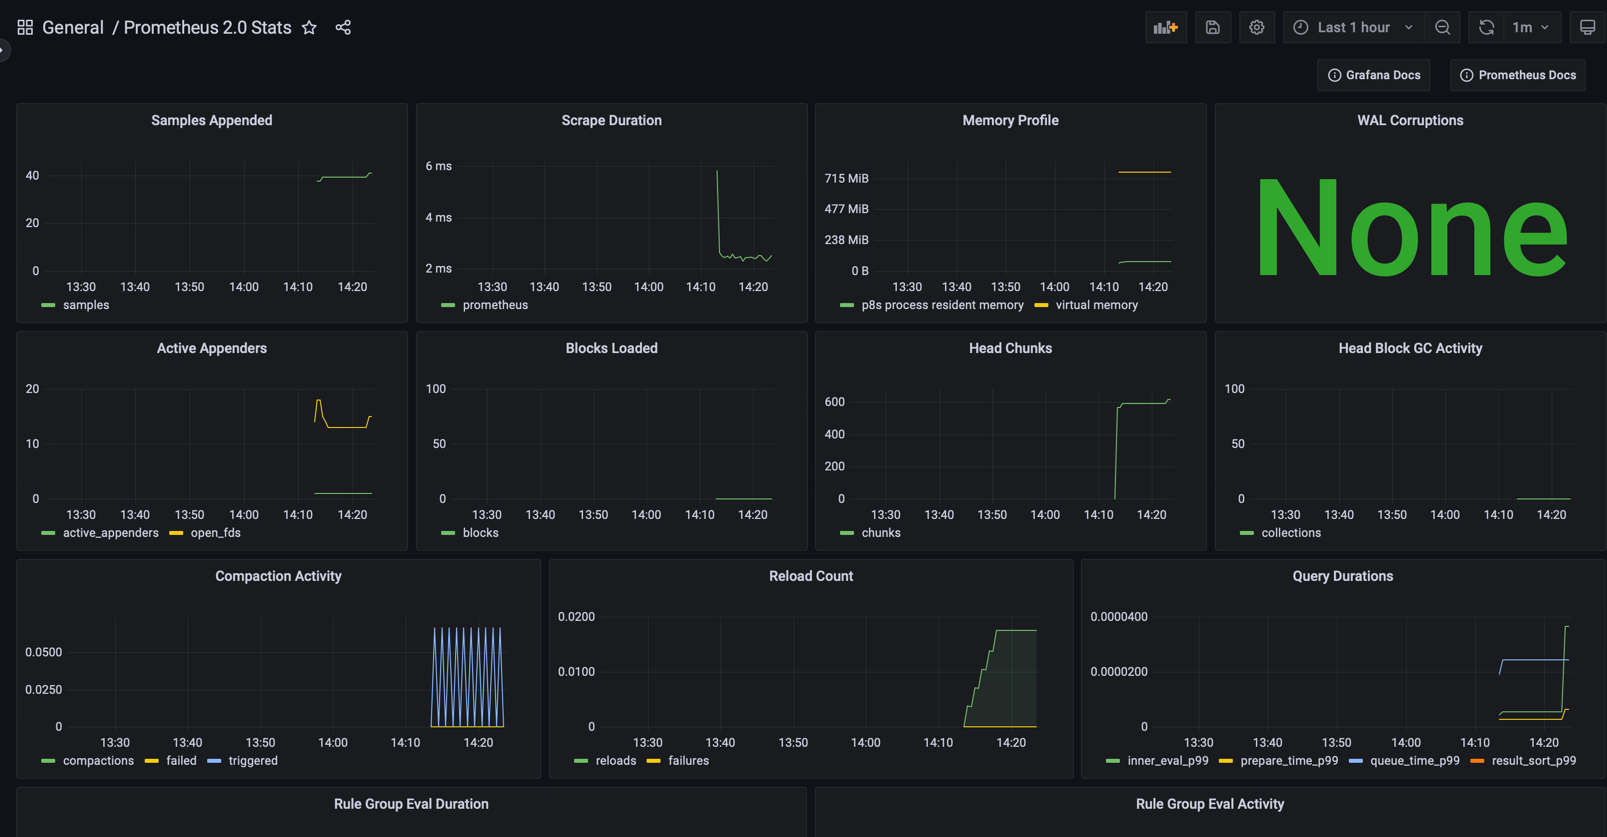 General / Prometheus 2.0 Stats
Last 1 hour
1m
Grafana Docs
Prometheus Docs
Samples Appended
40
20
0
13:30 13:40 13:50 14:00 14:10 14:20
samples
Scrape Duration
6 ms
4 ms
2 ms
13:30 13:40 13:50 14:00 14:10 14:20
prometheus
Memory Profile
715 MiB
477 MiB
238 MiB
0 B
13:30 13:40 13:50 14:00 14:10 14:20
p8s process resident memory virtual memory
WAL Corruptions
None
Active Appenders
20
10
0
13:30 13:40 13:50 14:00 14:10 14:20
active_appenders open_fds
Blocks Loaded
100
50
0
13:30 13:40 13:50 14:00 14:10 14:20
blocks
Head Chunks
600
400
200
0
13:30 13:40 13:50 14:00 14:10 14:20
chunks
Head Block GC Activity
100
50
0
13:30 13:40 13:50 14:00 14:10 14:20
collections
Compaction Activity
0.0500
0.0250
0
13:30 13:40 13:50 14:00 14:10 14:20
compactions failed triggered
Reload Count
0.0200
0.0100
0
13:30 13:40 13:50 14:00 14:10 14:20
reloads failures
Query Durations
0.0000400
0.0000200
0
13:30 13:40 13:50 14:00 14:10 14:20
inner_eval_p99 prepare_time_p99 queue_time_p99 result_sort_p99
Rule Group Eval Duration
Rule Group Eval Activity